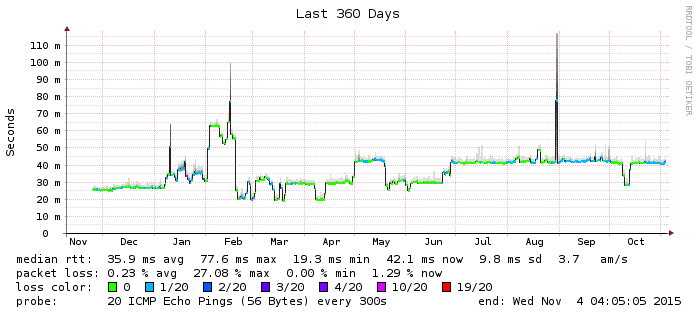 Last 360 Days
RRDTOOL / TOBI OETIKER
Seconds
110 m
100 m
90 m
80 m
70 m
60 m
50 m
40 m
30 m
20 m
10 m
0
Nov Dec Jan Feb Mar Apr May Jun Jul Aug Sep Oct
median rtt: 35.9 ms avg 77.6 ms max 19.3 ms min 42.1 ms now 9.8 ms sd 3.7 am/s
packet loss: 0.23 % avg 27.08 % max 0.00 % min 1.29 % now
loss color: 0 1/20 2/20 3/20 4/20 10/20 19/20
probe: 20 ICMP Echo Pings (56 Bytes) every 300s end: Wed Nov 4 04:05:05 2015